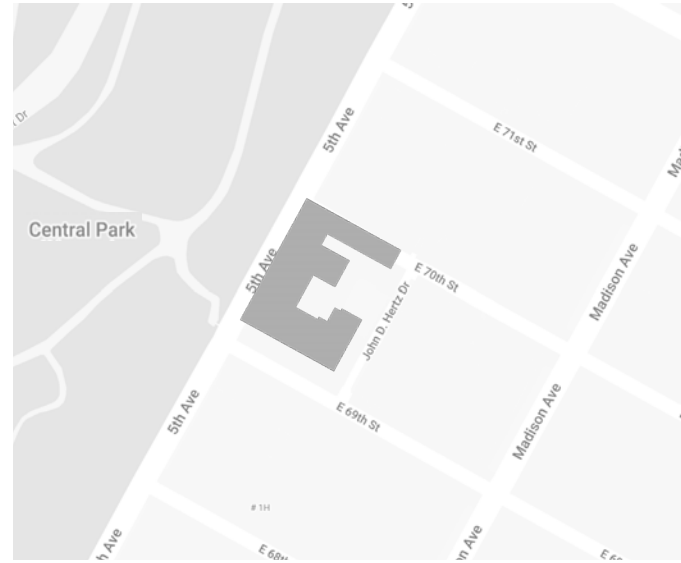 5th Ave
E 71st St
Central Park
5th Ave
E 70th St
Madison Ave
John D. Hertz Dr
5th Ave
E 69th St
Madison Ave
# 1H